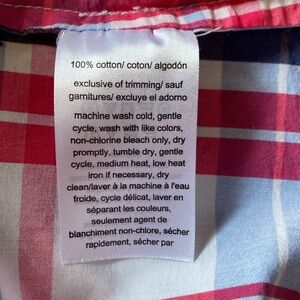 100% cotton/ coton/ algodón
exclusive of trimming/ sauf
garnitures/ excluye el adorno
machine wash cold, gentle
cycle, wash with like colors,
non-chlorine bleach only, dry
promptly, tumble dry, gentle
cycle, medium heat, low heat
iron if necessary, dry
clean/laver à la machine à l'eau
froide, cycle délicat, laver en
séparant les couleurs,
seulement agent de
blanchiment non-chlore, sécher
rapidement, sécher par